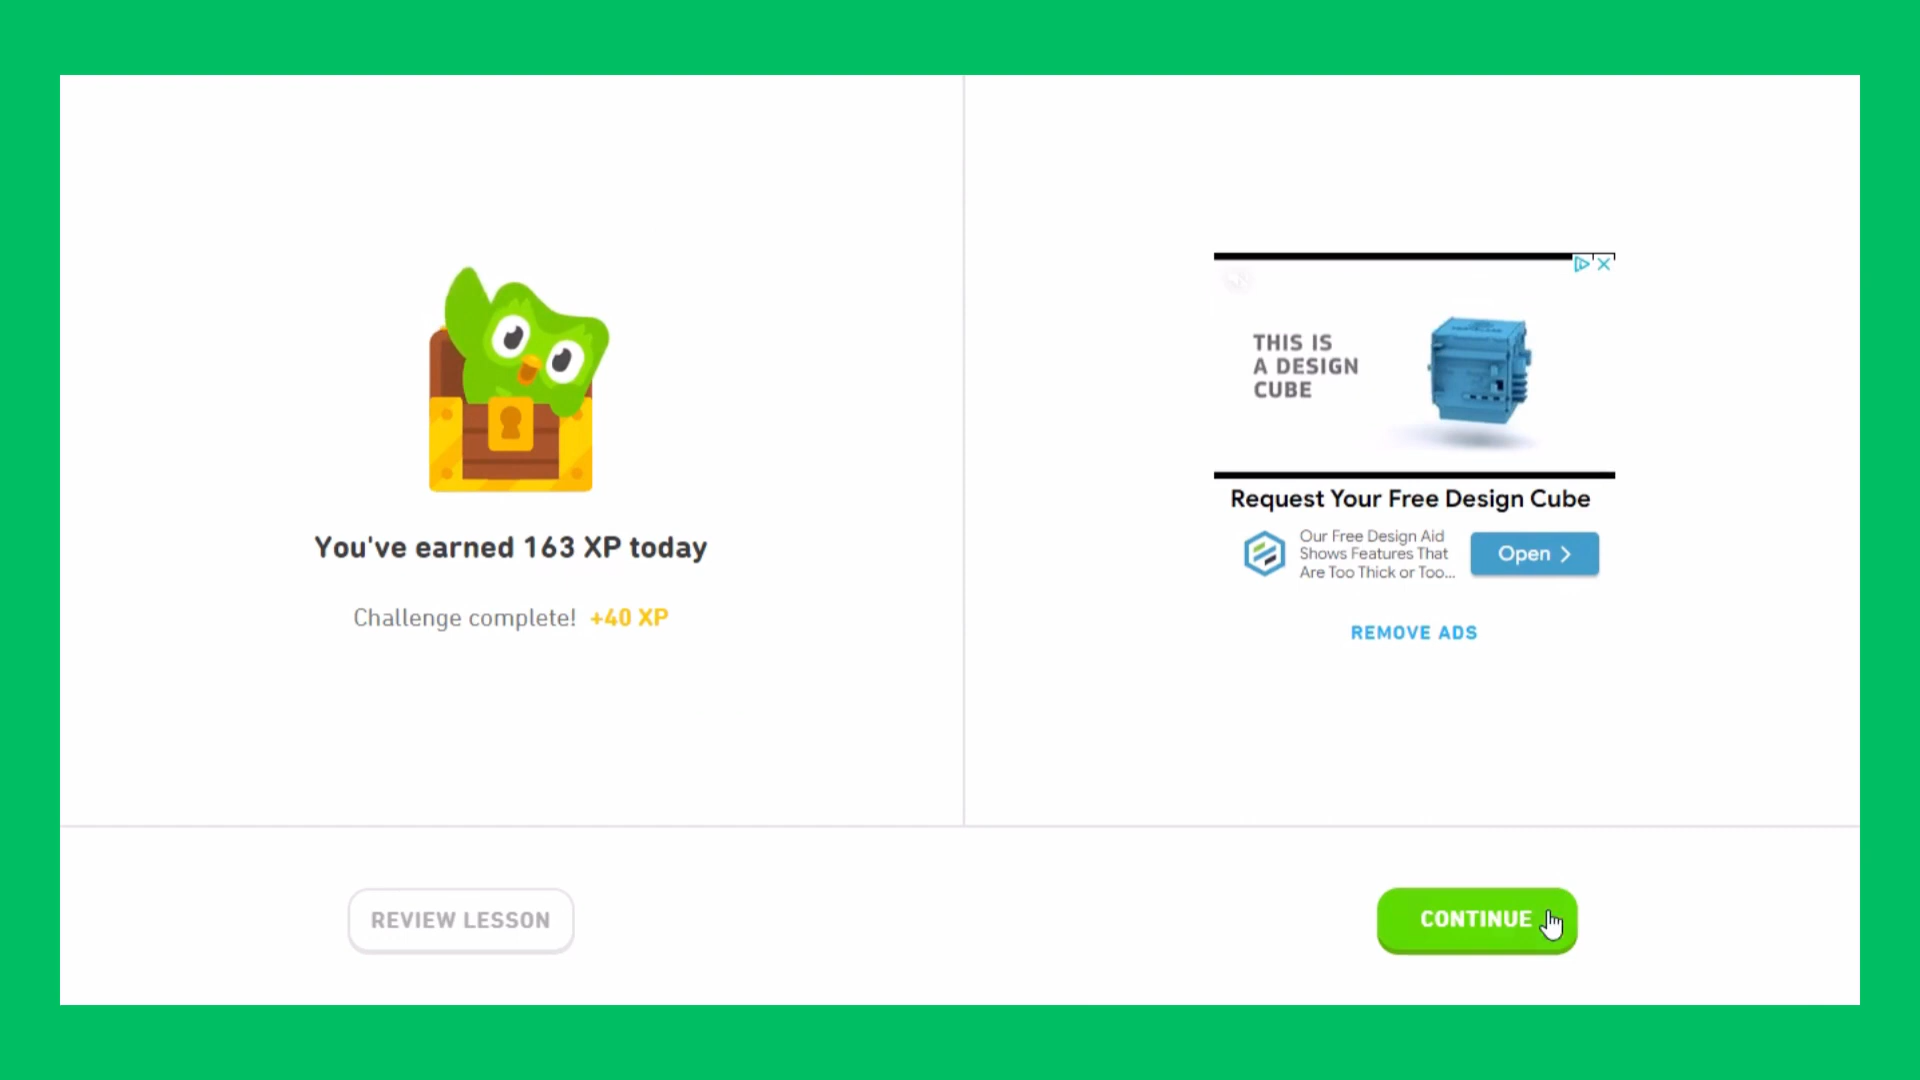 You've earned 163 XP today
Challenge complete! +40 XP
THIS IS
A DESIGN
CUBE
Request Your Free Design Cube
Our Free Design Aid
Shows Features That
Are Too Thick or Too...
Open
REMOVE ADS
REVIEW LESSON
CONTINUE